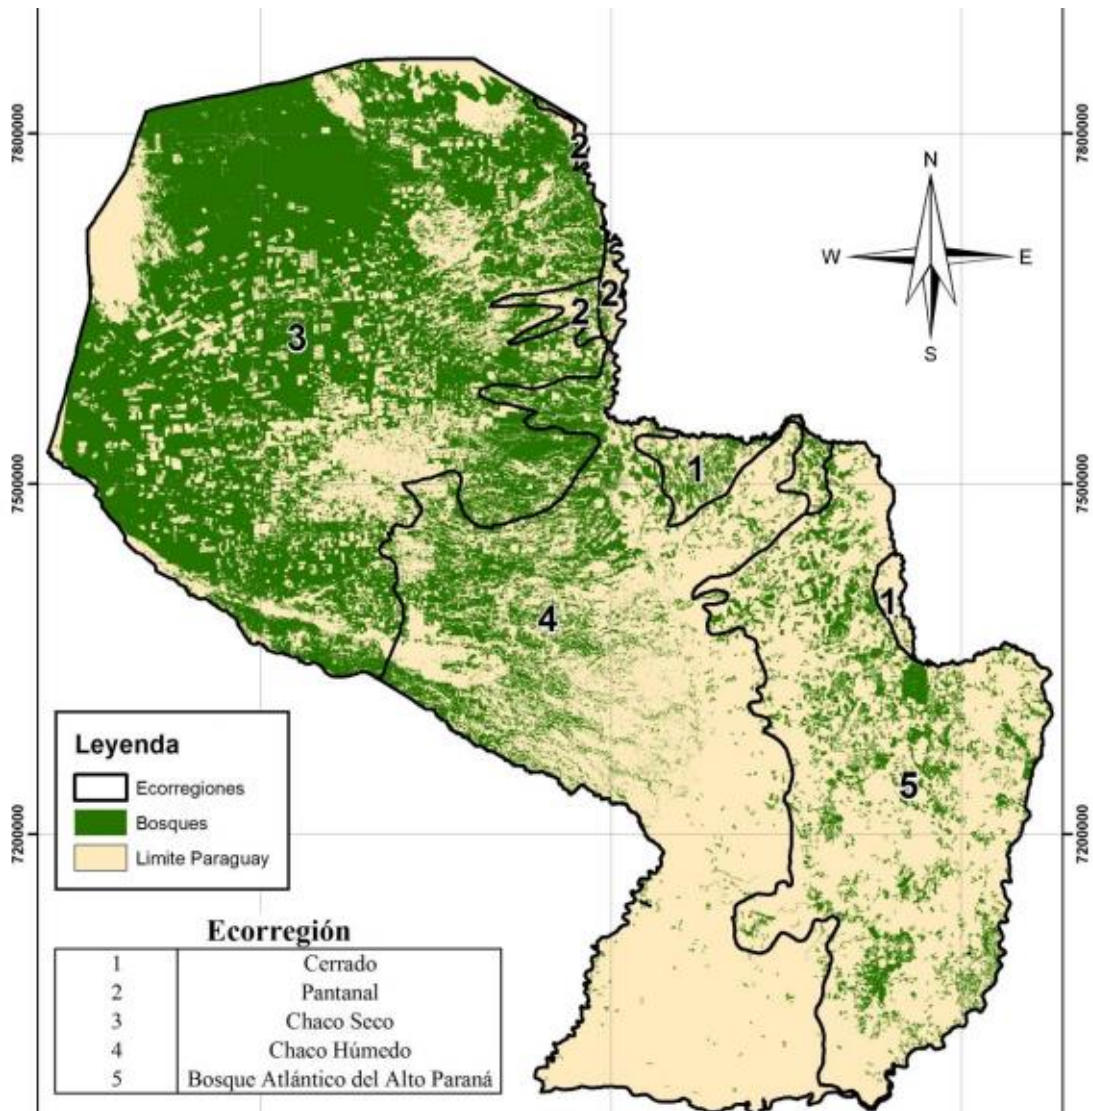 7800000
7800000
N
W
E
S
2
2
2
3
1
7500000
7500000
4
1
5
Leyenda
Ecorregiones
Bosques
Limite Paraguay
7200000
7200000
Ecorregión
1 Cerrado
2 Pantanal
3 Chaco Seco
4 Chaco Húmedo
5 Bosque Atlántico del Alto Paraná